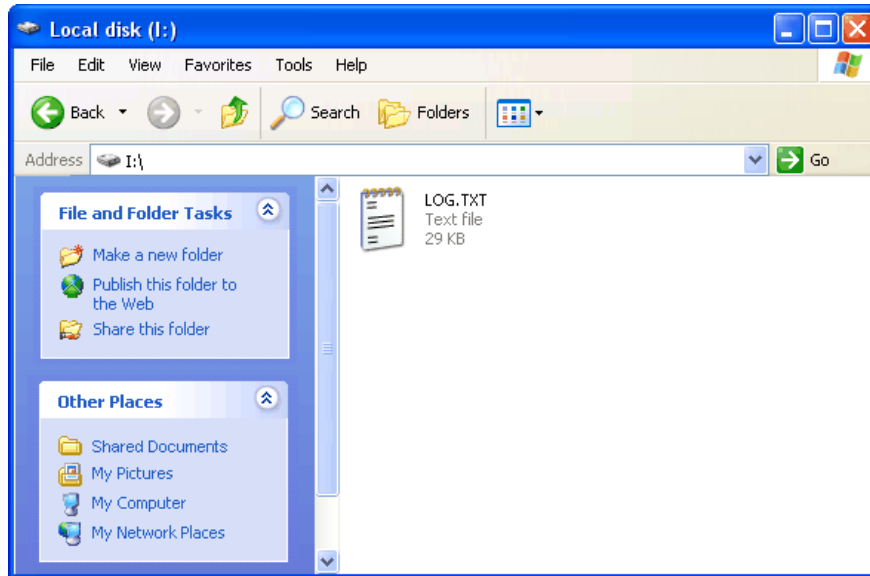 Local disk (I:)
File Edit View Favorites Tools Help
Back Search Folders
Address I:\ Go
File and Folder Tasks
Make a new folder
Publish this folder to
the Web
Share this folder
Other Places
Shared Documents
My Pictures
My Computer
My Network Places
LOG.TXT
Text file
29 KB